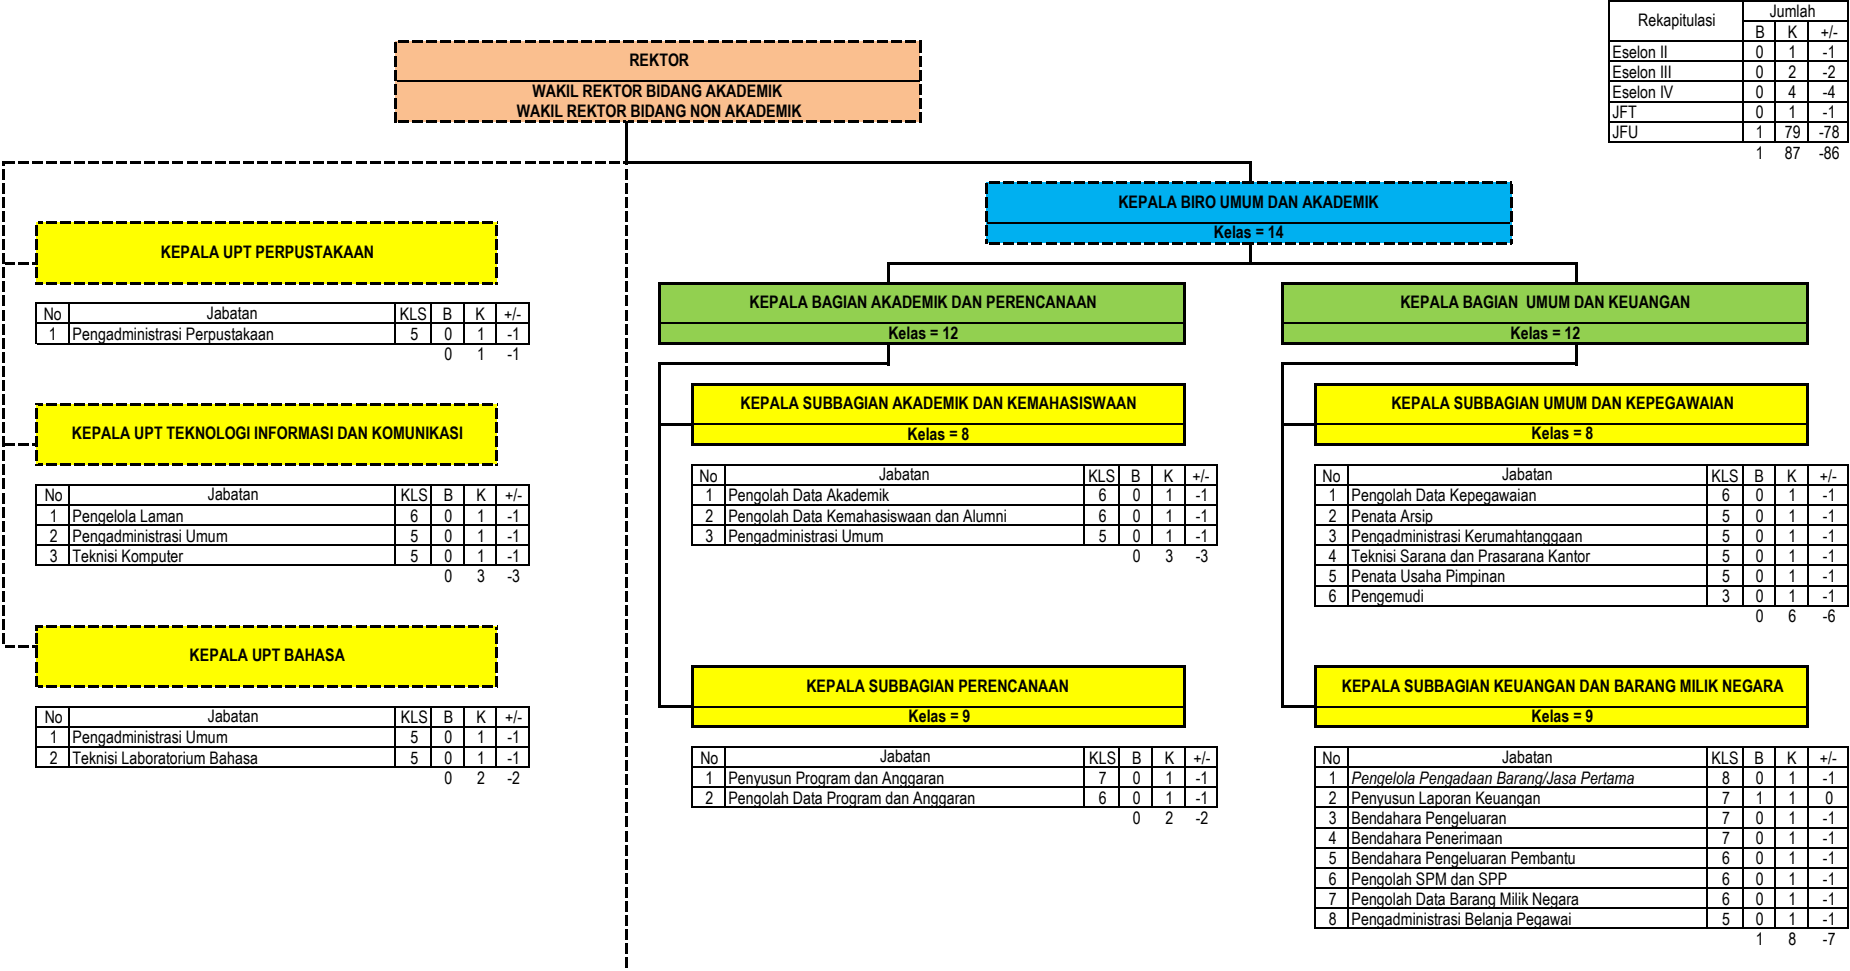 Rekapitulasi Jumlah
B K +/-
Eselon II 0 1 -1
Eselon III 0 2 -2
Eselon IV 0 4 -4
JFT 0 1 -1
JFU 1 79 -78
1 87 -86
REKTOR
WAKIL REKTOR BIDANG AKADEMIK
WAKIL REKTOR BIDANG NON AKADEMIK
KEPALA BIRO UMUM DAN AKADEMIK
Kelas = 14
KEPALA UPT PERPUSTAKAAN
No Jabatan KLS B K +/-
1 Pengadministrasi Perpustakaan 5 0 1 -1
0 1 -1
KEPALA UPT TEKNOLOGI INFORMASI DAN KOMUNIKASI
No Jabatan KLS B K +/-
1 Pengelola Laman 6 0 1 -1
2 Pengadministrasi Umum 5 0 1 -1
3 Teknisi Komputer 5 0 1 -1
0 3 -3
KEPALA UPT BAHASA
No Jabatan KLS B K +/-
1 Pengadministrasi Umum 5 0 1 -1
2 Teknisi Laboratorium Bahasa 5 0 1 -1
0 2 -2
KEPALA BAGIAN AKADEMIK DAN PERENCANAAN
Kelas = 12
KEPALA SUBBAGIAN AKADEMIK DAN KEMAHASISWAAN
Kelas = 8
No Jabatan KLS B K +/-
1 Pengolah Data Akademik 6 0 1 -1
2 Pengolah Data Kemahasiswaan dan Alumni 6 0 1 -1
3 Pengadministrasi Umum 5 0 1 -1
0 3 -3
KEPALA SUBBAGIAN PERENCANAAN
Kelas = 9
No Jabatan KLS B K +/-
1 Penyusun Program dan Anggaran 7 0 1 -1
2 Pengolah Data Program dan Anggaran 6 0 1 -1
0 2 -2
KEPALA BAGIAN UMUM DAN KEUANGAN
Kelas = 12
KEPALA SUBBAGIAN UMUM DAN KEPEGAWAIAN
Kelas = 8
No Jabatan KLS B K +/-
1 Pengolah Data Kepegawaian 6 0 1 -1
2 Penata Arsip 5 0 1 -1
3 Pengadministrasi Kerumahtanggaan 5 0 1 -1
4 Teknisi Sarana dan Prasarana Kantor 5 0 1 -1
5 Penata Usaha Pimpinan 5 0 1 -1
6 Pengemudi 3 0 1 -1
0 6 -6
KEPALA SUBBAGIAN KEUANGAN DAN BARANG MILIK NEGARA
Kelas = 9
No Jabatan KLS B K +/-
1 Pengelola Pengadaan Barang/Jasa Pertama 8 0 1 -1
2 Penyusun Laporan Keuangan 7 1 1 0
3 Bendahara Pengeluaran 7 0 1 -1
4 Bendahara Penerimaan 7 0 1 -1
5 Bendahara Pengeluaran Pembantu 6 0 1 -1
6 Pengolah SPM dan SPP 6 0 1 -1
7 Pengolah Data Barang Milik Negara 6 0 1 -1
8 Pengadministrasi Belanja Pegawai 5 0 1 -1
1 8 -7